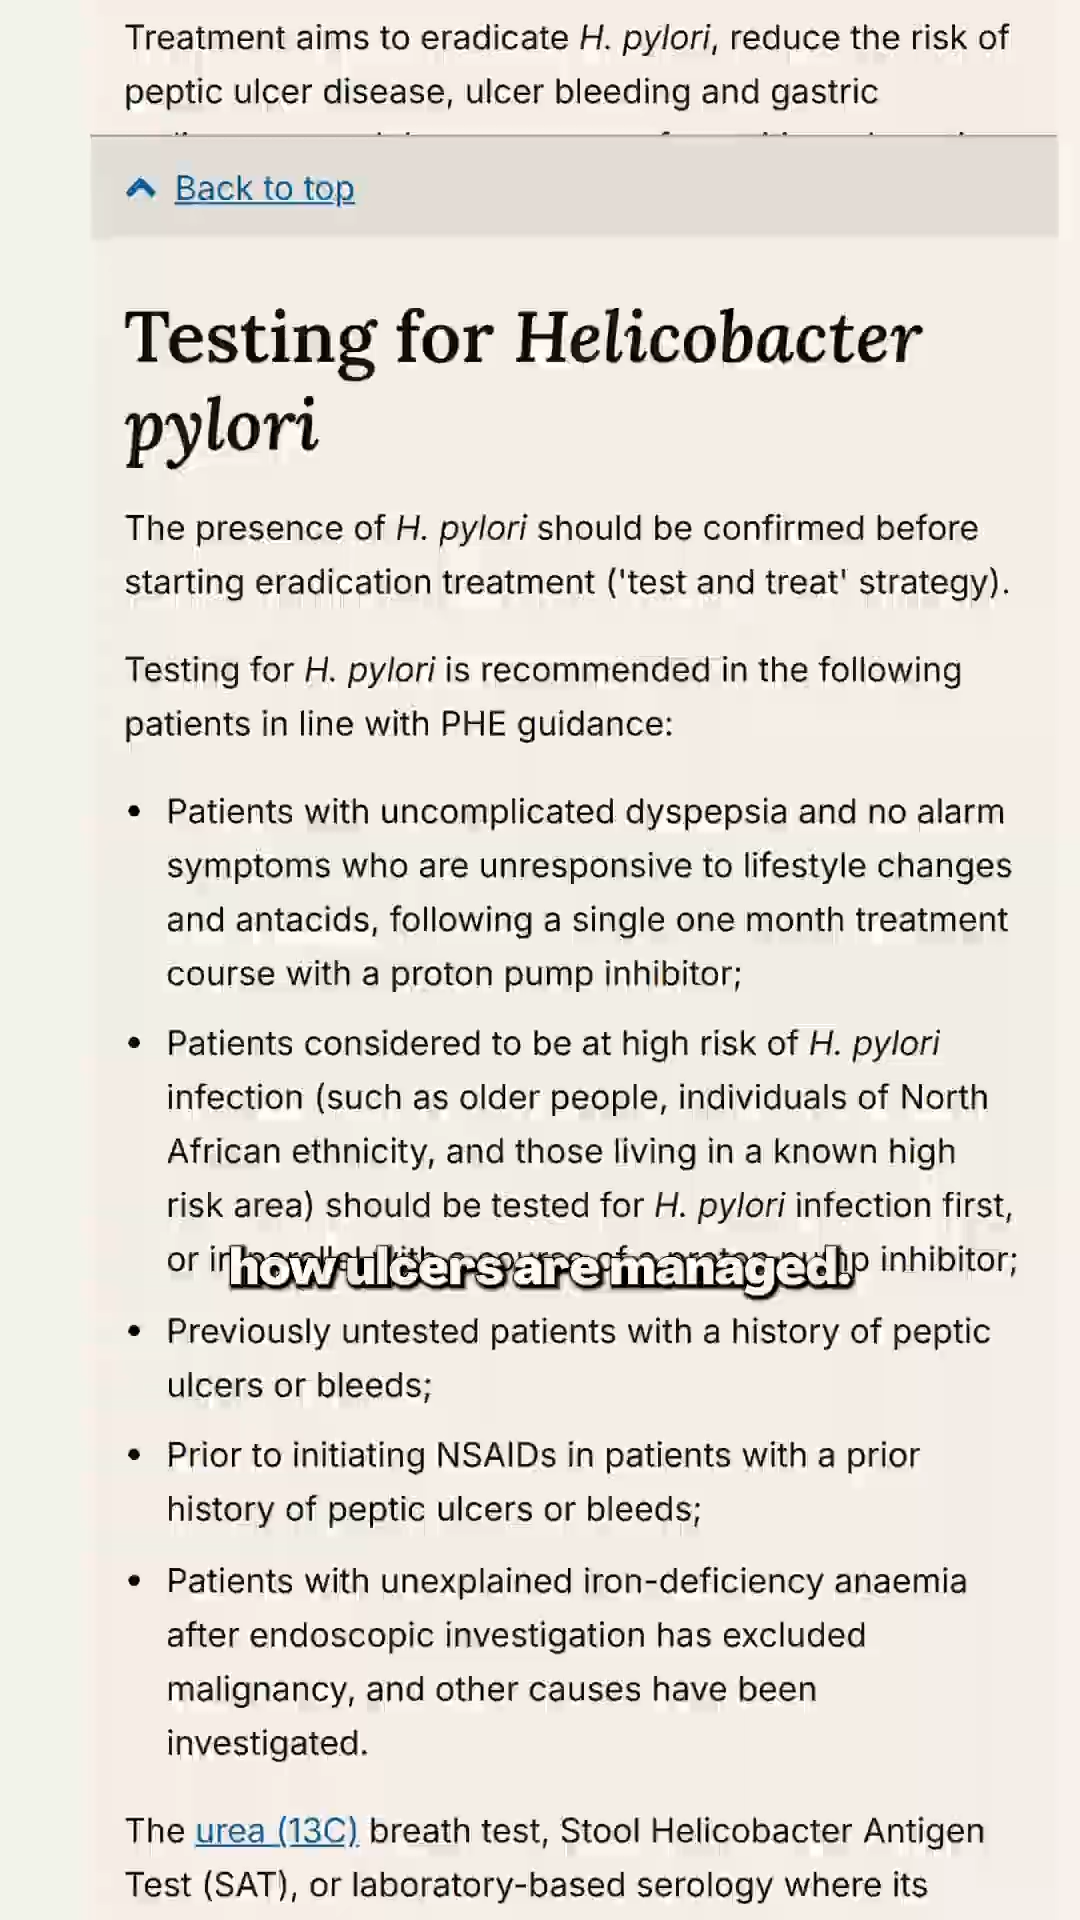 Treatment aims to eradicate H. pylori, reduce the risk of
peptic ulcer disease, ulcer bleeding and gastric
Back to top
Testing for Helicobacter
pylori
The presence of H. pylori should be confirmed before
starting eradication treatment ('test and treat' strategy).
Testing for H. pylori is recommended in the following
patients in line with PHE guidance:
• Patients with uncomplicated dyspepsia and no alarm
symptoms who are unresponsive to lifestyle changes
and antacids, following a single one month treatment
course with a proton pump inhibitor;
• Patients considered to be at high risk of H. pylori
infection (such as older people, individuals of North
African ethnicity, and those living in a known high
risk area) should be tested for H. pylori infection first,
or in parallel with a course of a proton pump inhibitor;
how ulcers are managed.
• Previously untested patients with a history of peptic
ulcers or bleeds;
• Prior to initiating NSAIDs in patients with a prior
history of peptic ulcers or bleeds;
• Patients with unexplained iron-deficiency anaemia
after endoscopic investigation has excluded
malignancy, and other causes have been
investigated.
The urea (13C) breath test, Stool Helicobacter Antigen
Test (SAT), or laboratory-based serology where its